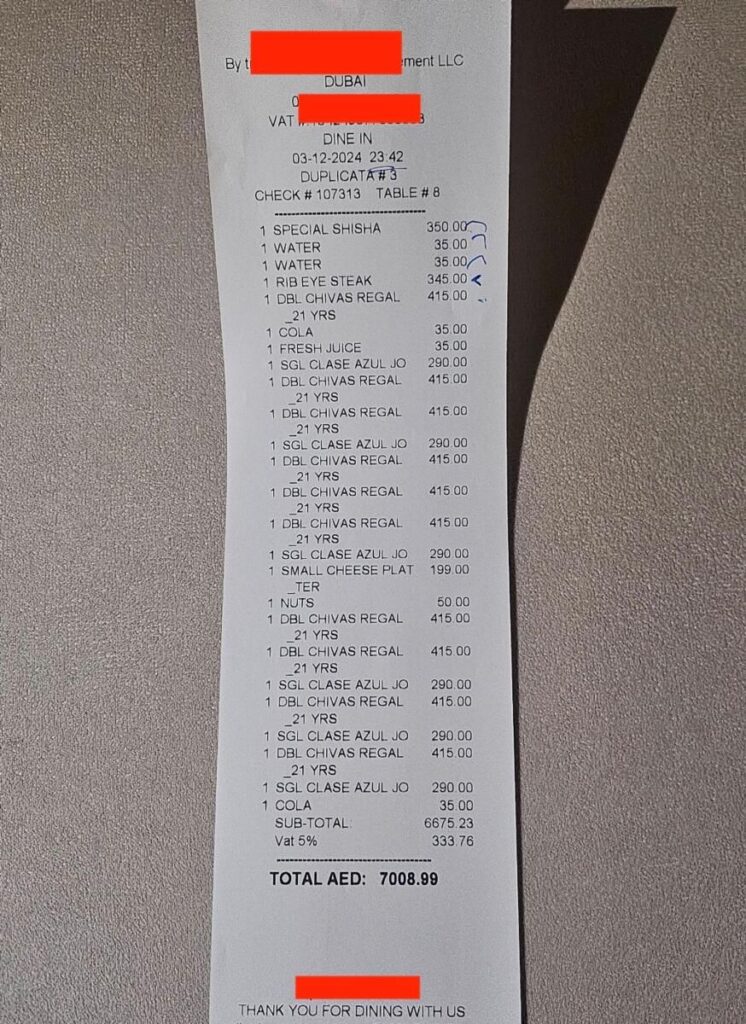 By t ement LLC
DUBAI
0
VAT #
DINE IN
03-12-2024 23:42
DUPLICATA # 3
CHECK # 107313 TABLE # 8
--------------------------------
1 SPECIAL SHISHA 350.00
1 WATER 35.00
1 WATER 35.00
1 RIB EYE STEAK 345.00
1 DBL CHIVAS REGAL 415.00
_21 YRS
1 COLA 35.00
1 FRESH JUICE 35.00
1 SGL CLASE AZUL JO 290.00
1 DBL CHIVAS REGAL 415.00
_21 YRS
1 DBL CHIVAS REGAL 415.00
_21 YRS
1 SGL CLASE AZUL JO 290.00
1 DBL CHIVAS REGAL 415.00
_21 YRS
1 DBL CHIVAS REGAL 415.00
_21 YRS
1 DBL CHIVAS REGAL 415.00
_21 YRS
1 SGL CLASE AZUL JO 290.00
1 SMALL CHEESE PLAT 199.00
_TER
1 NUTS 50.00
1 DBL CHIVAS REGAL 415.00
_21 YRS
1 DBL CHIVAS REGAL 415.00
_21 YRS
1 SGL CLASE AZUL JO 290.00
1 DBL CHIVAS REGAL 415.00
_21 YRS
1 SGL CLASE AZUL JO 290.00
1 DBL CHIVAS REGAL 415.00
_21 YRS
1 SGL CLASE AZUL JO 290.00
1 COLA 35.00
SUB-TOTAL: 6675.23
Vat 5% 333.76
--------------------------------
TOTAL AED: 7008.99
THANK YOU FOR DINING WITH US